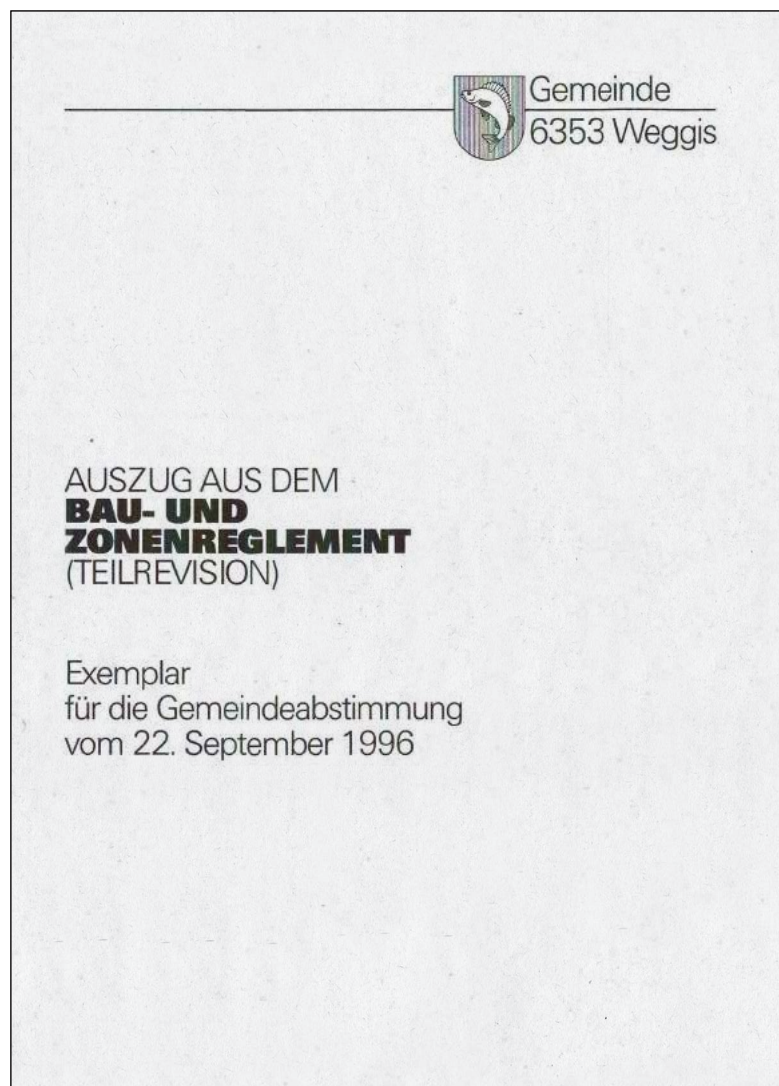 Gemeinde
6353 Weggis
AUSZUG AUS DEM
BAU- UND
ZONENREGLEMENT
(TEILREVISION)
Exemplar
für die Gemeindeabstimmung
vom 22. September 1996